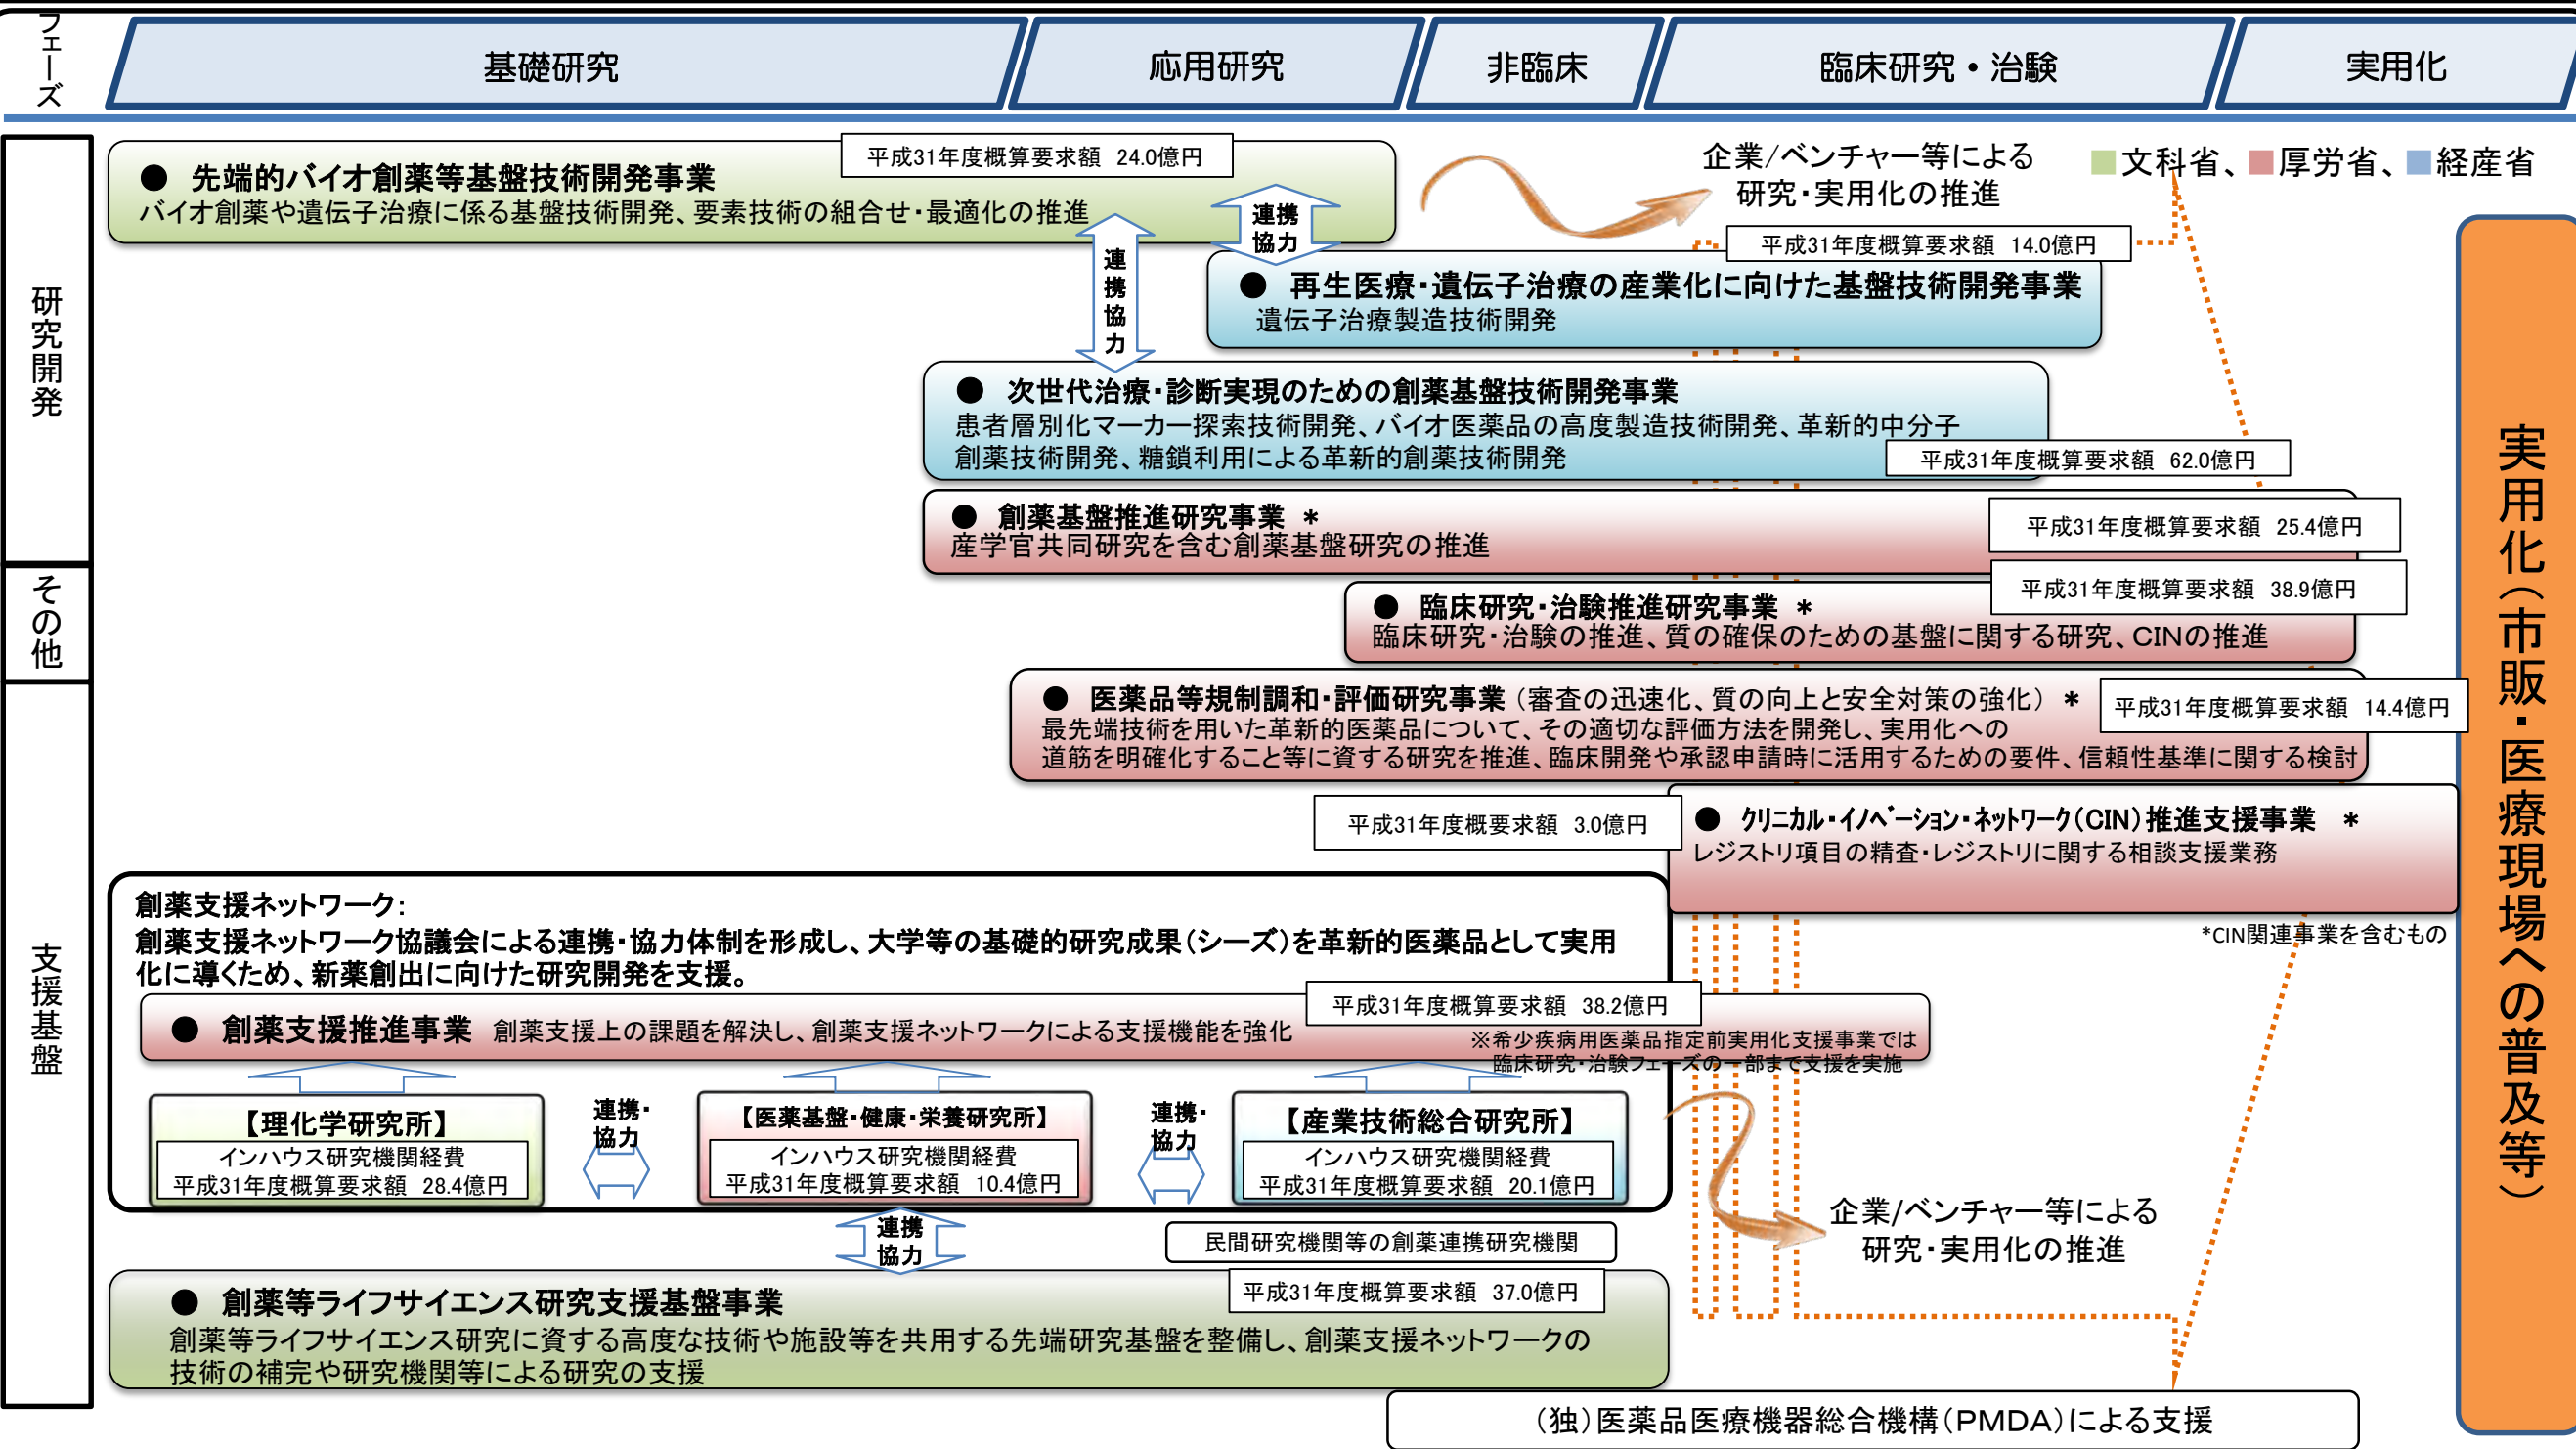 フェーズ
基礎研究
応用研究
非臨床
臨床研究・治験
実用化
研究開発
その他
支援基盤
平成31年度概算要求額 24.0億円
● 先端的バイオ創薬等基盤技術開発事業
バイオ創薬や遺伝子治療に係る基盤技術開発、要素技術の組合せ・最適化の推進
連携
協力
連携協力
企業/ベンチャー等による
研究・実用化の推進
■文科省、■厚労省、■経産省
平成31年度概算要求額 14.0億円
● 再生医療・遺伝子治療の産業化に向けた基盤技術開発事業
遺伝子治療製造技術開発
● 次世代治療・診断実現のための創薬基盤技術開発事業
患者層別化マーカー探索技術開発、バイオ医薬品の高度製造技術開発、革新的中分子
創薬技術開発、糖鎖利用による革新的創薬技術開発
平成31年度概算要求額 62.0億円
● 創薬基盤推進研究事業 *
産学官共同研究を含む創薬基盤研究の推進
平成31年度概算要求額 25.4億円
平成31年度概算要求額 38.9億円
● 臨床研究・治験推進研究事業 *
臨床研究・治験の推進、質の確保のための基盤に関する研究、CINの推進
● 医薬品等規制調和・評価研究事業（審査の迅速化、質の向上と安全対策の強化） *
平成31年度概算要求額 14.4億円
最先端技術を用いた革新的医薬品について、その適切な評価方法を開発し、実用化への
道筋を明確化すること等に資する研究を推進、臨床開発や承認申請時に活用するための要件、信頼性基準に関する検討
平成31年度概要求額 3.0億円
● クリニカル・イノベーション・ネットワーク（CIN）推進支援事業 *
レジストリ項目の精査・レジストリに関する相談支援業務
*CIN関連事業を含むもの
創薬支援ネットワーク：
創薬支援ネットワーク協議会による連携・協力体制を形成し、大学等の基礎的研究成果（シーズ）を革新的医薬品として実用
化に導くため、新薬創出に向けた研究開発を支援。
平成31年度概算要求額 38.2億円
● 創薬支援推進事業 創薬支援上の課題を解決し、創薬支援ネットワークによる支援機能を強化
※希少疾病用医薬品指定前実用化支援事業では
臨床研究・治験フェーズの一部まで支援を実施
【理化学研究所】
インハウス研究機関経費
平成31年度概算要求額 28.4億円
連携・
協力
【医薬基盤・健康・栄養研究所】
インハウス研究機関経費
平成31年度概算要求額 10.4億円
連携・
協力
【産業技術総合研究所】
インハウス研究機関経費
平成31年度概算要求額 20.1億円
企業/ベンチャー等による
研究・実用化の推進
連携
協力
民間研究機関等の創薬連携研究機関
平成31年度概算要求額 37.0億円
● 創薬等ライフサイエンス研究支援基盤事業
創薬等ライフサイエンス研究に資する高度な技術や施設等を共用する先端研究基盤を整備し、創薬支援ネットワークの
技術の補完や研究機関等による研究の支援
（独）医薬品医療機器総合機構（PMDA）による支援
実用化（市販・医療現場への普及等）